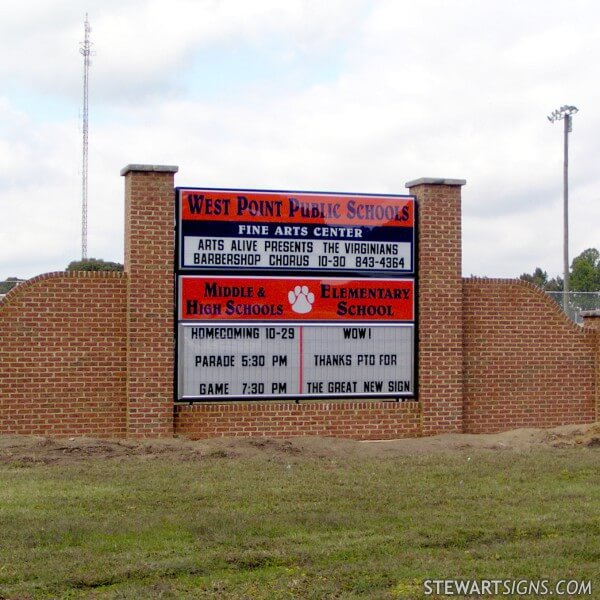 West Point Public Schools
FINE ARTS CENTER
ARTS ALIVE PRESENTS THE VIRGINIANS
BARBERSHOP CHORUS 10-30 843-4364
Middle &
High Schools
HOMECOMING 10-29
PARADE 5:30 PM
GAME 7:30 PM
Elementary
School
WOW!
THANKS PTO FOR
THE GREAT NEW SIGN
STEWARTSIGNS.COM